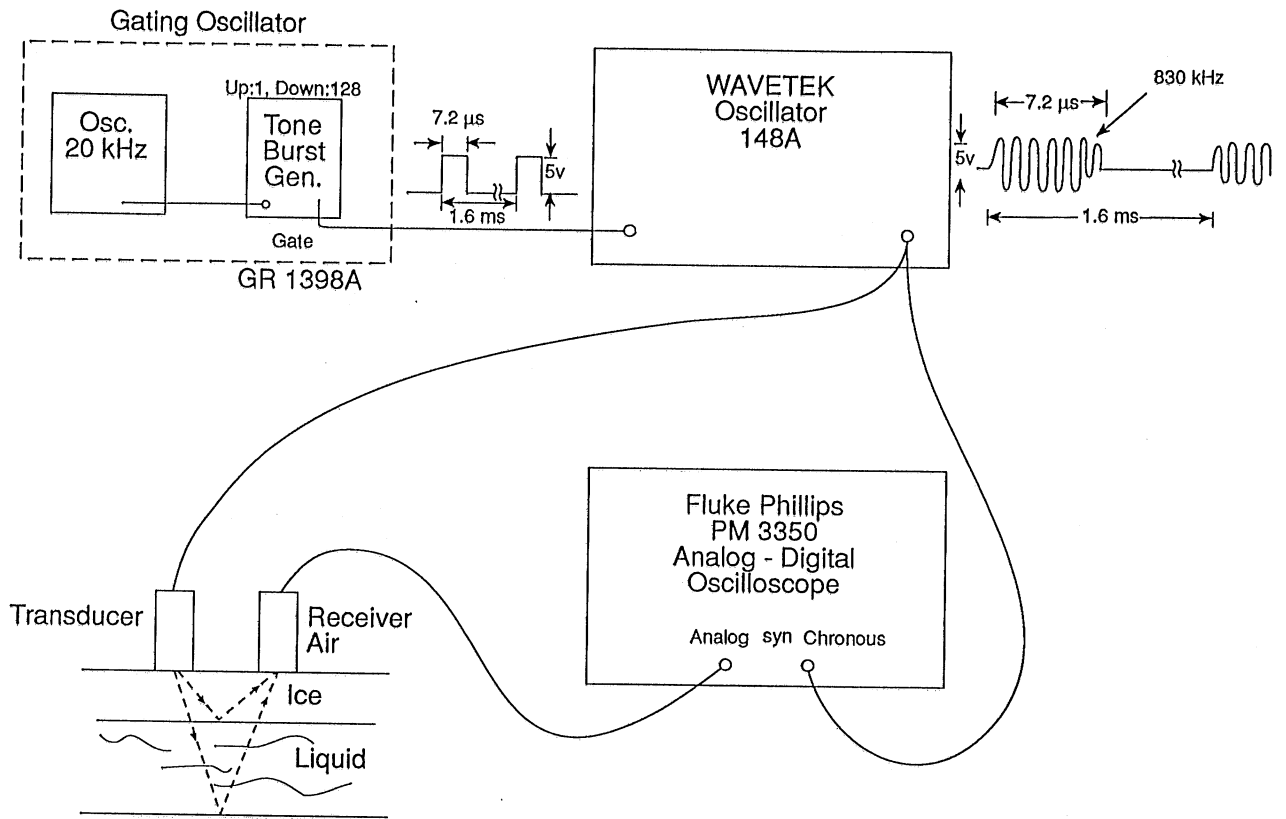 Gating Oscillator
Osc.
20 kHz
Up:1, Down:128
Tone
Burst
Gen.
Gate
GR 1398A
7.2 µs
5v
1.6 ms
WAVETEK
Oscillator
148A
830 kHz
7.2 µs
5v
1.6 ms
Fluke Phillips
PM 3350
Analog - Digital
Oscilloscope
Analog syn Chronous
Transducer
Receiver
Air
Ice
Liquid